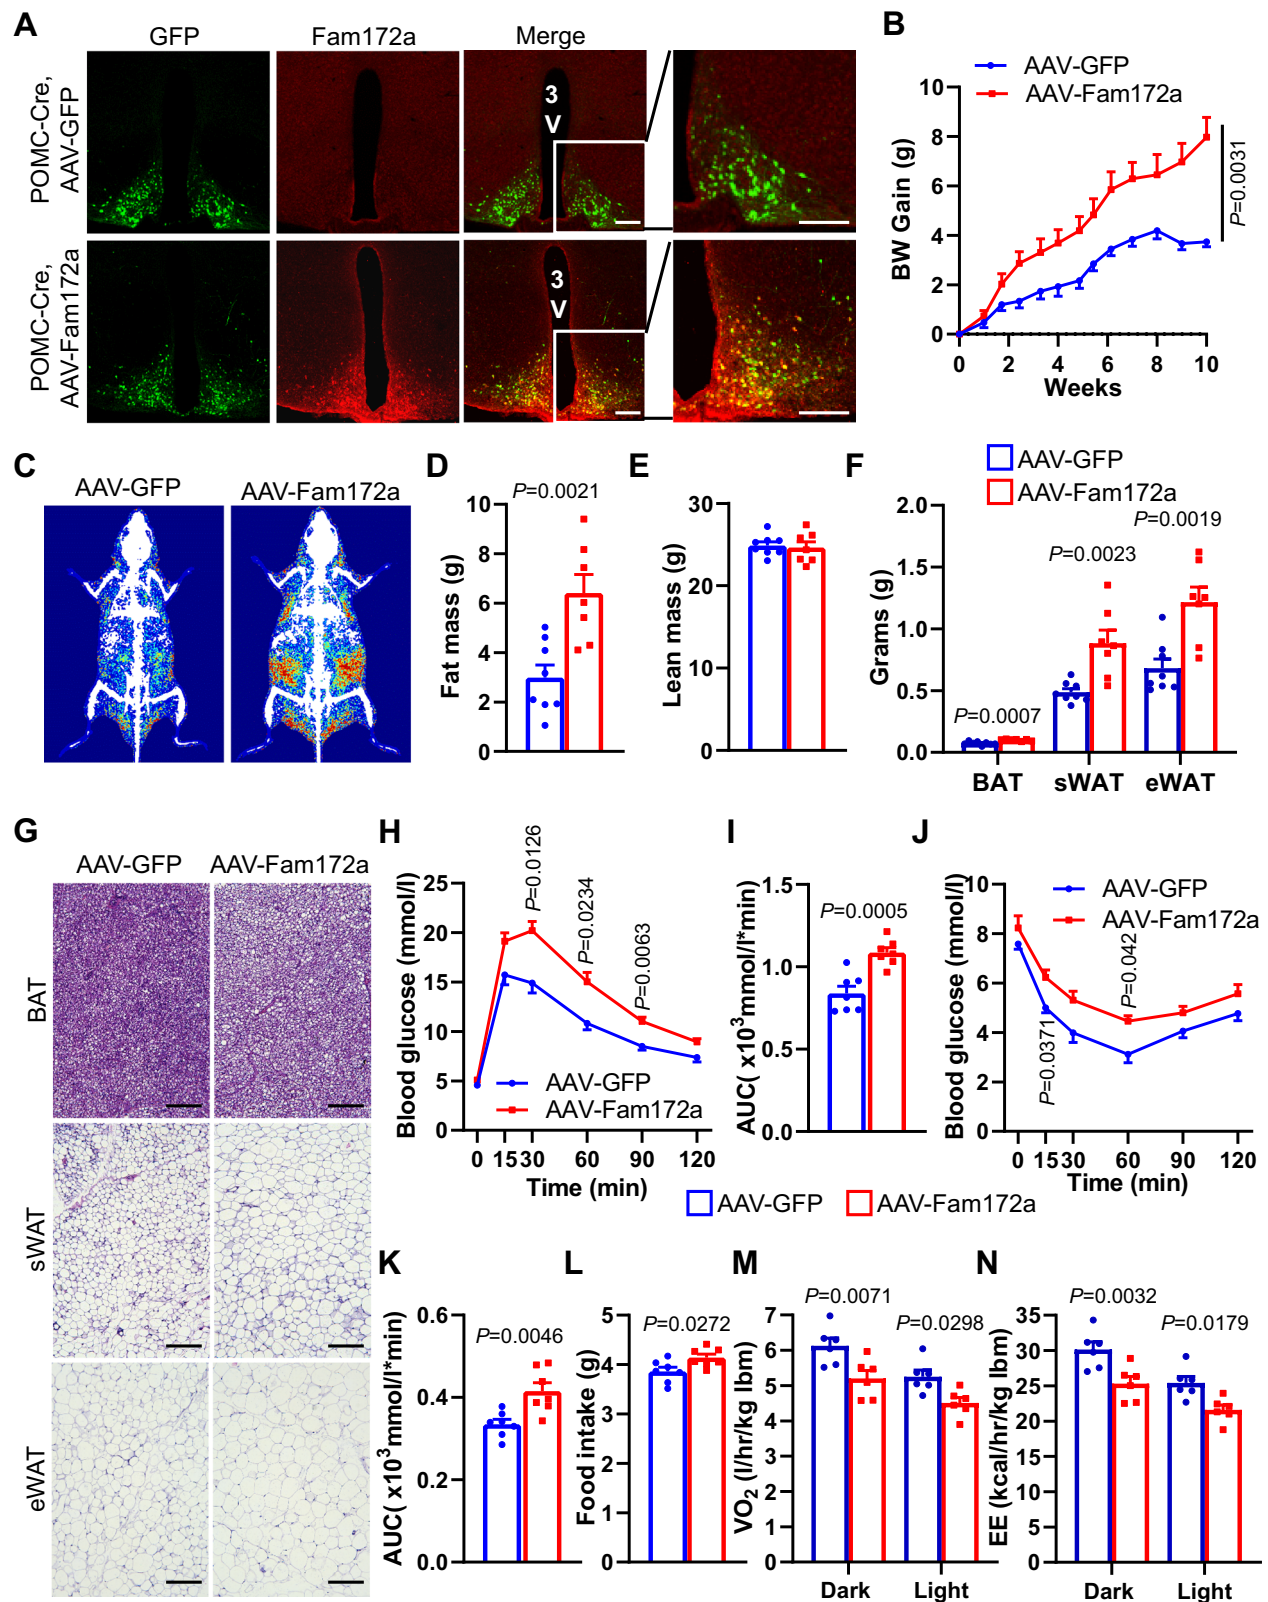 A
GFP
Fam172a
Merge
POMC-Cre,
AAV-GFP
3
V
POMC-Cre,
AAV-Fam172a
3
V
B
AAV-GFP
AAV-Fam172a
BW Gain (g)
10
8
6
4
2
0
0 2 4 6 8 10
Weeks
P=0.0031
C
AAV-GFP
AAV-Fam172a
D
P=0.0021
Fat mass (g)
10
8
6
4
2
0
E
Lean mass (g)
30
20
10
0
F
AAV-GFP
AAV-Fam172a
P=0.0019
P=0.0023
P=0.0007
Grams (g)
2.0
1.5
1.0
0.5
0.0
BAT sWAT eWAT
G
AAV-GFP
AAV-Fam172a
BAT
sWAT
eWAT
H
Blood glucose (mmol/l)
25
20
15
10
5
0
P=0.0126
P=0.0234
P=0.0063
AAV-GFP
AAV-Fam172a
0 15 30 60 90 120
Time (min)
I
P=0.0005
AUC( x10³mmol/l*min)
1.5
1.0
0.5
0.0
J
Blood glucose (mmol/l)
10
8
6
4
2
0
AAV-GFP
AAV-Fam172a
P=0.0371
P=0.042
0 15 30 60 90 120
Time (min)
AAV-GFP
AAV-Fam172a
K
P=0.0046
AUC( x10³mmol/l*min)
0.6
0.4
0.2
0.0
L
P=0.0272
Food intake (g)
5
4
3
2
1
0
M
P=0.0071
P=0.0298
VO₂ (l/hr/kg lbm)
7
6
5
4
3
2
1
0
Dark Light
N
P=0.0032
P=0.0179
EE (kcal/hr/kg lbm)
35
30
25
20
15
10
5
0
Dark Light